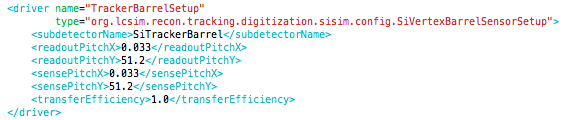 <driver name="TrackerBarrelSetup"
type="org.lcsim.recon.tracking.digitization.sisim.config.SiVertexBarrelSensorSetup">
<subdetectorName>SiTrackerBarrel</subdetectorName>
<readoutPitchX>0.033</readoutPitchX>
<readoutPitchY>51.2</readoutPitchY>
<sensePitchX>0.033</sensePitchX>
<sensePitchY>51.2</sensePitchY>
<transferEfficiency>1.0</transferEfficiency>
</driver>